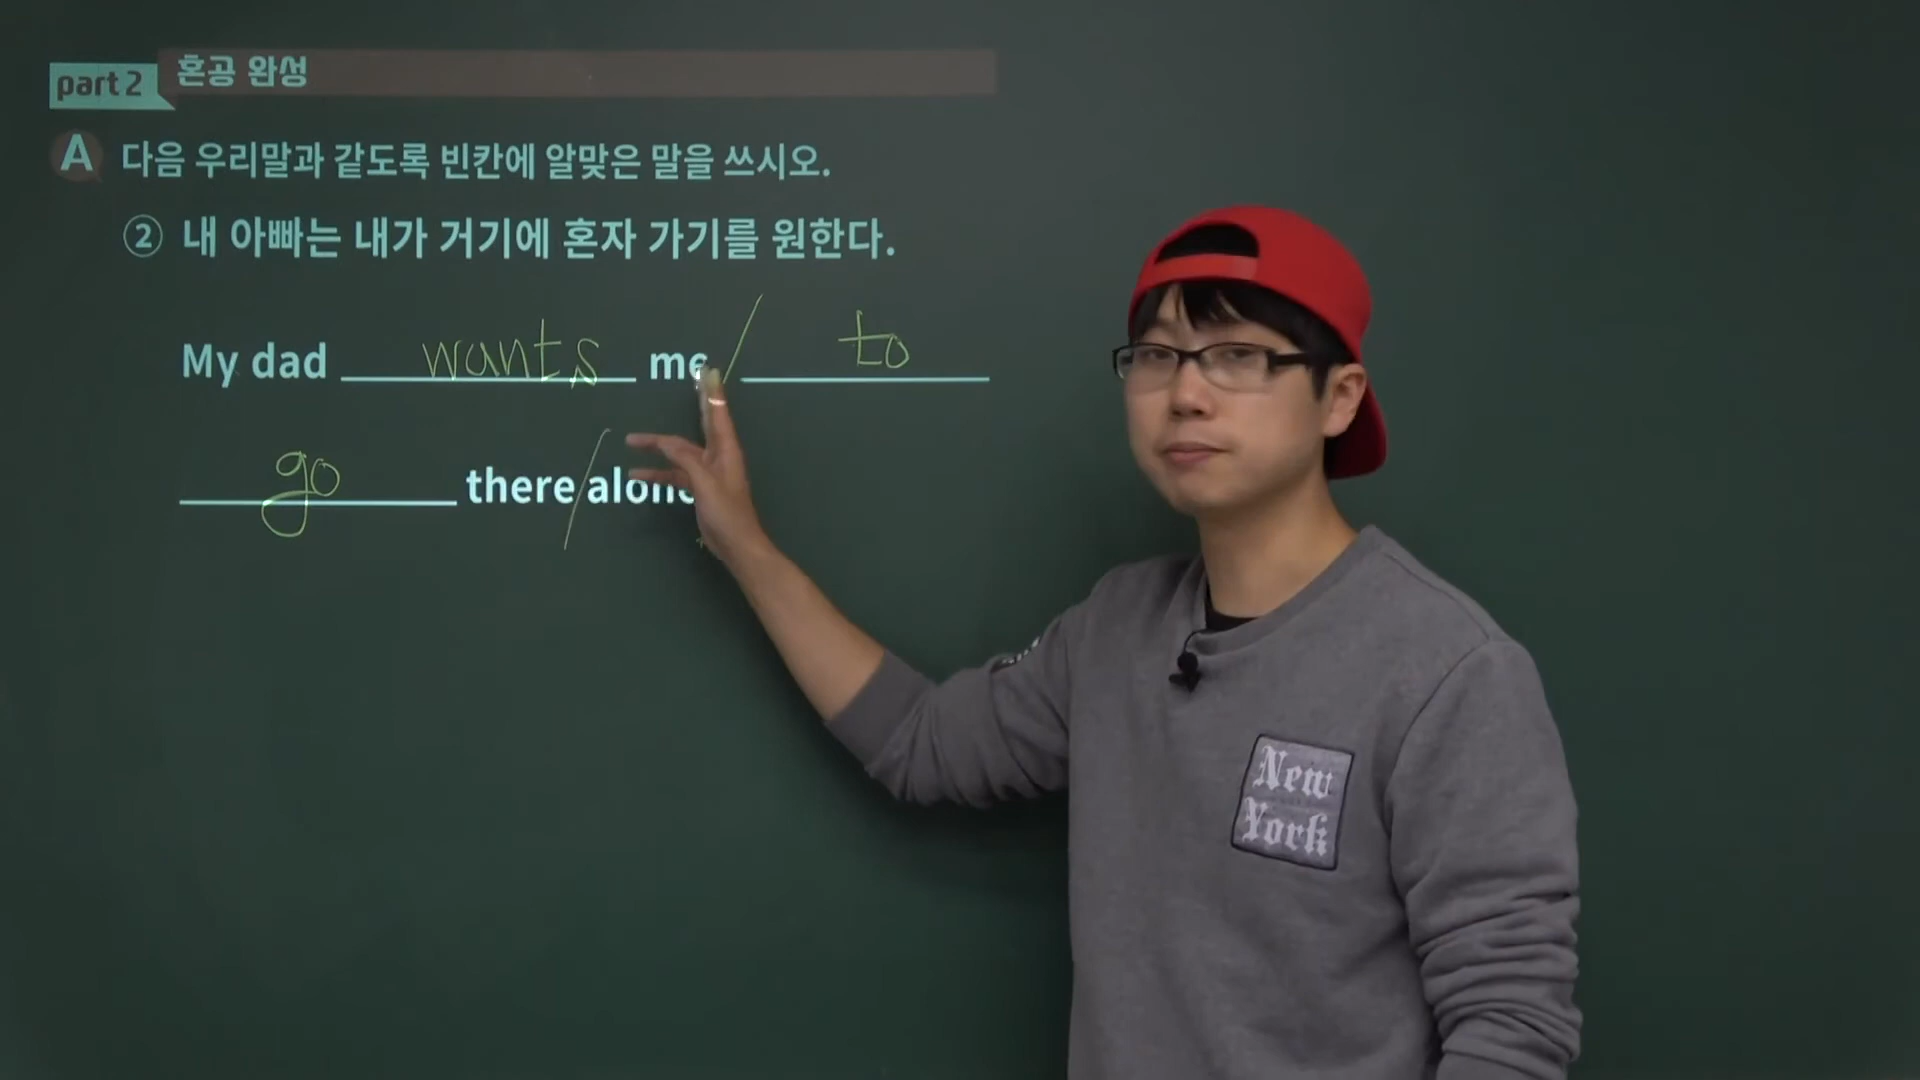 part 2 혼공 완성
A 다음 우리말과 같도록 빈칸에 알맞은 말을 쓰시오.
② 내 아빠는 내가 거기에 혼자 가기를 원한다.
My dad wants me / to
go there / alone
New
York